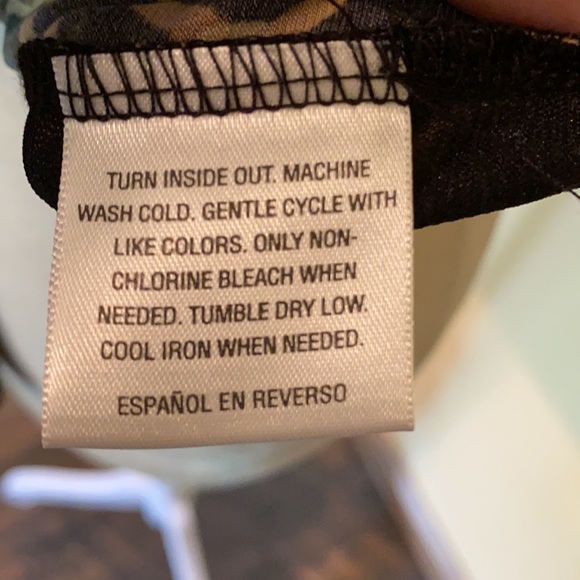 TURN INSIDE OUT. MACHINE
WASH COLD. GENTLE CYCLE WITH
LIKE COLORS. ONLY NON-
CHLORINE BLEACH WHEN
NEEDED. TUMBLE DRY LOW.
COOL IRON WHEN NEEDED.
ESPAÑOL EN REVERSO